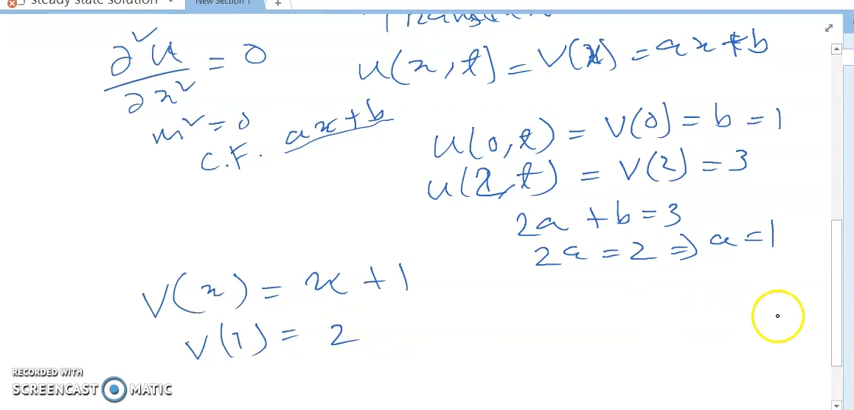 steady state solution
New Section 1
∂²u/∂x² = 0
u(x,t) = V(x) = ax+b
m² = 0
C.F. ax+b
u(0,t) = V(0) = b = 1
u(2,t) = V(2) = 3
2a + b = 3
2a = 2 ⇒ a = 1
V(x) = x + 1
V(1) = 2
RECORDED WITH
SCREENCAST MATIC